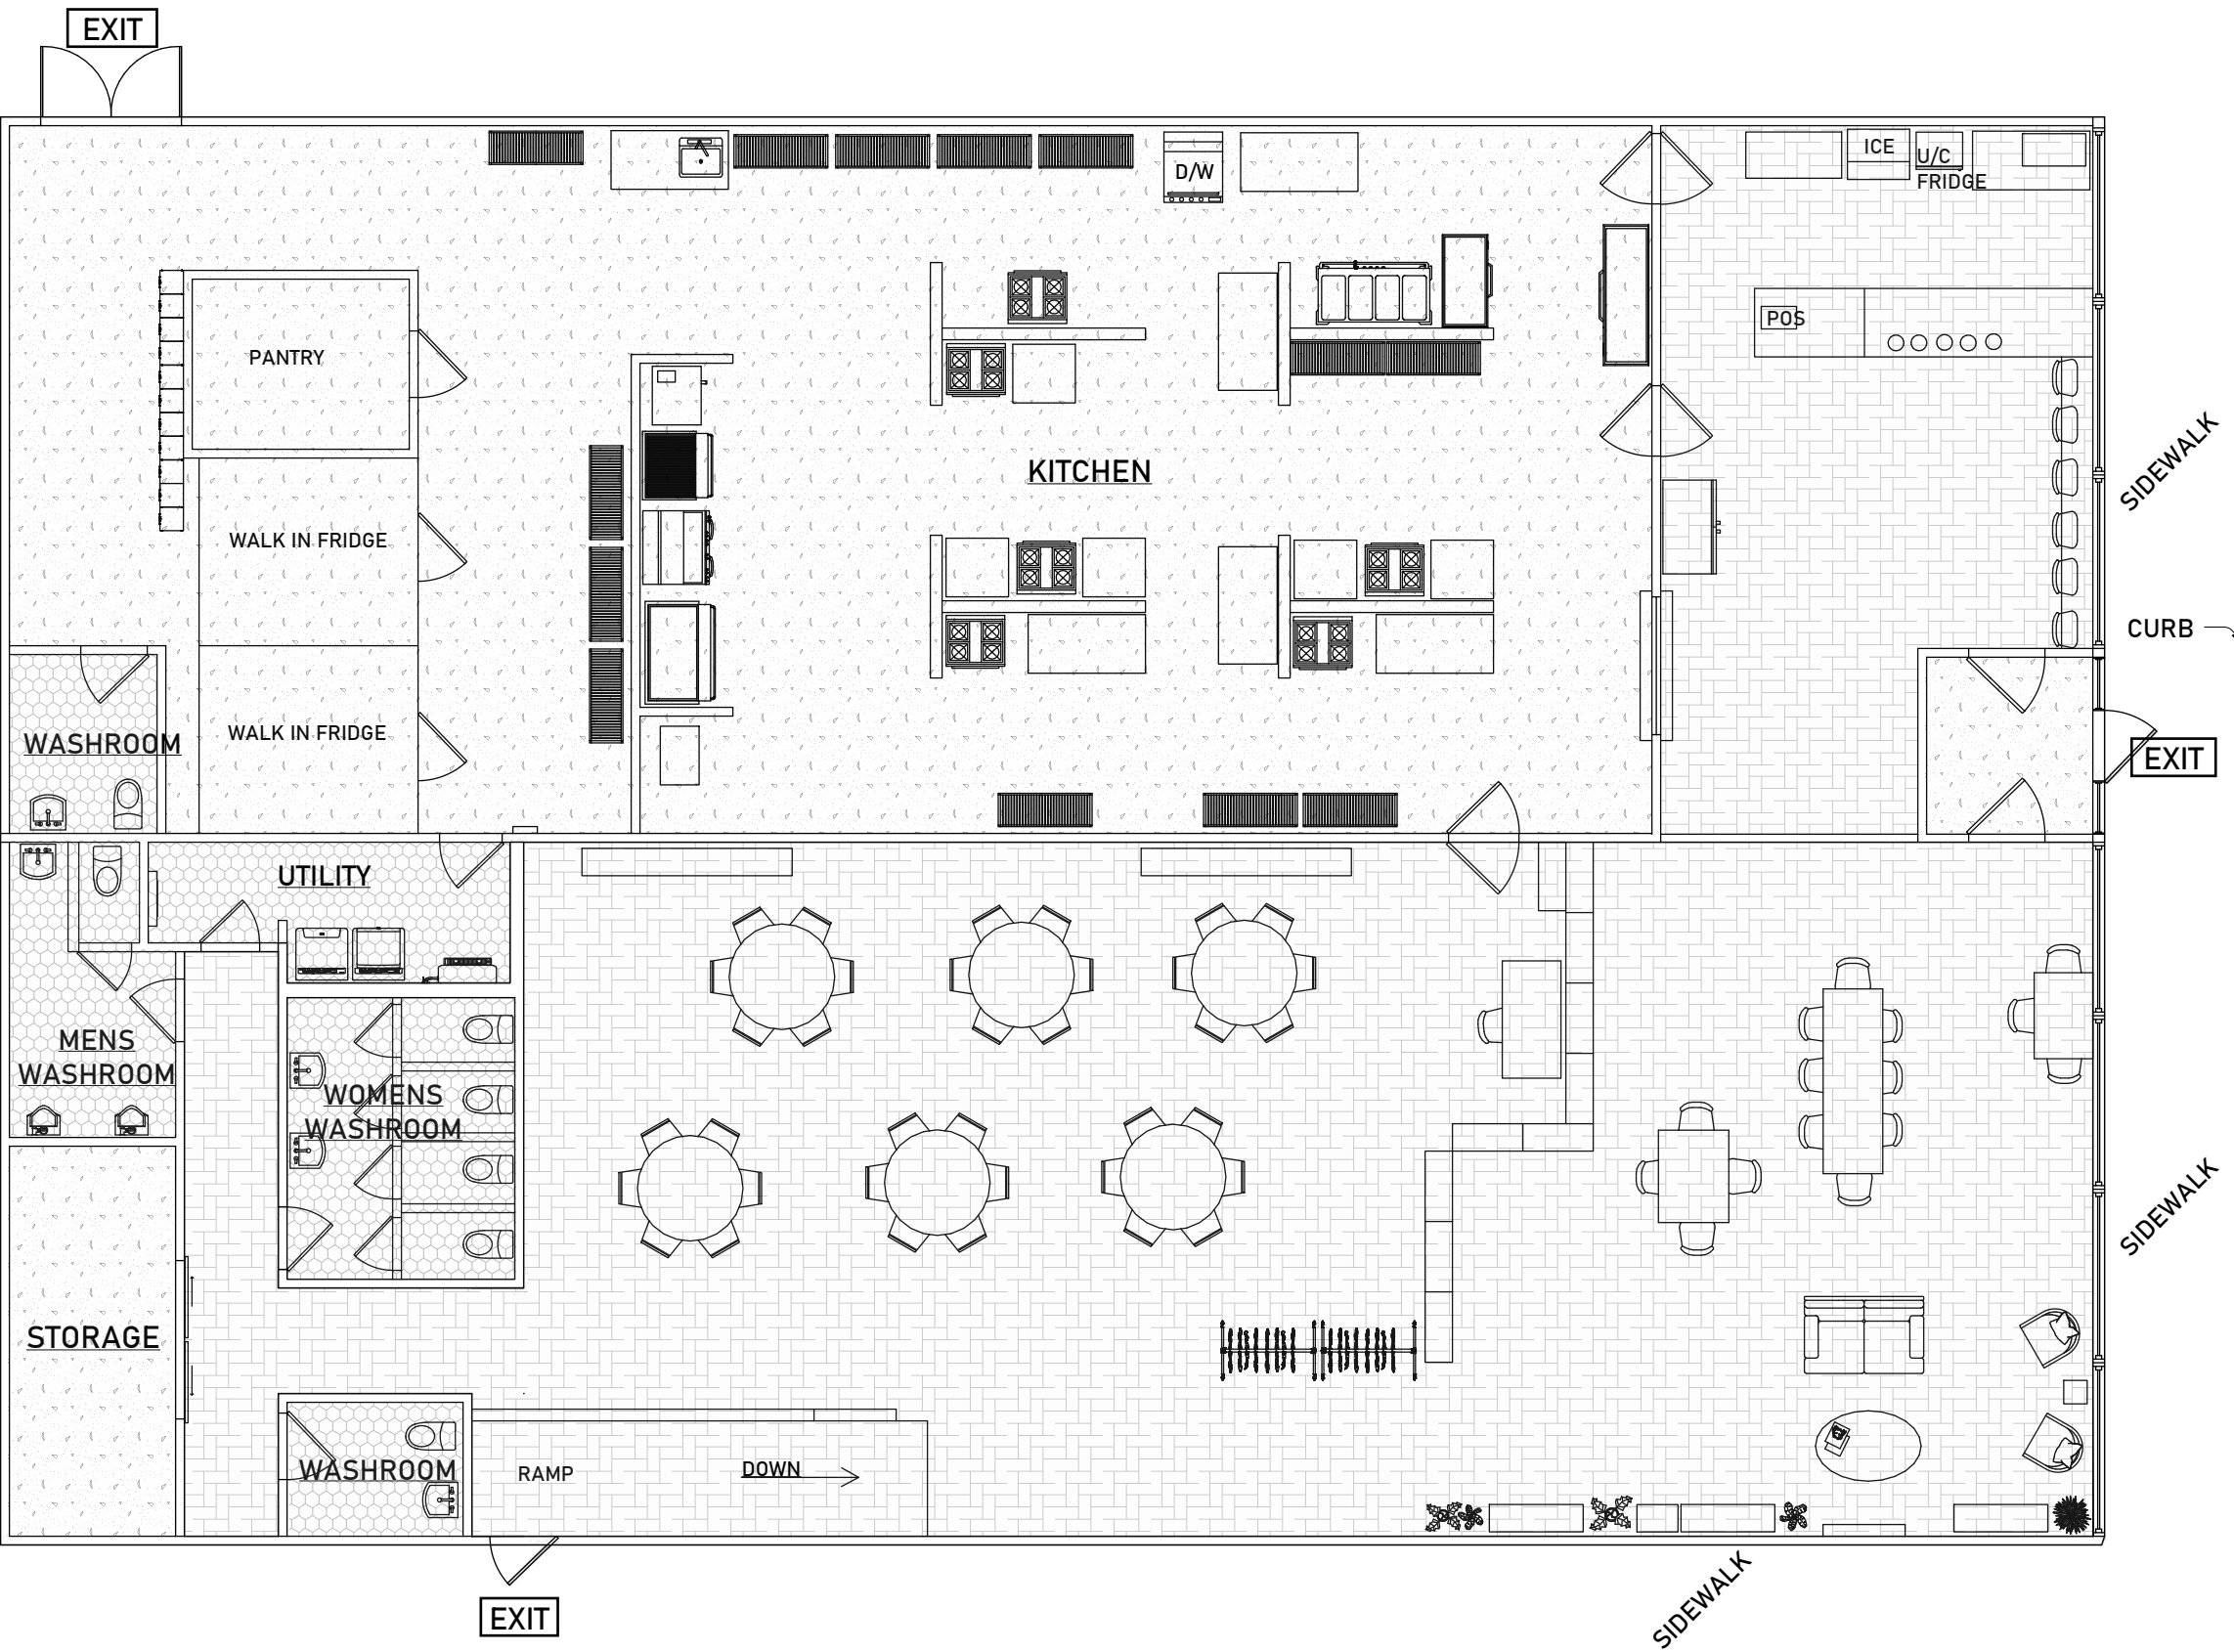 EXIT
ICE
U/C
FRIDGE
D/W
POS
PANTRY
KITCHEN
SIDEWALK
WALK IN FRIDGE
CURB
WALK IN FRIDGE
WASHROOM
EXIT
UTILITY
MENS
WASHROOM
WOMENS
WASHROOM
SIDEWALK
STORAGE
WASHROOM
RAMP
DOWN
EXIT
SIDEWALK